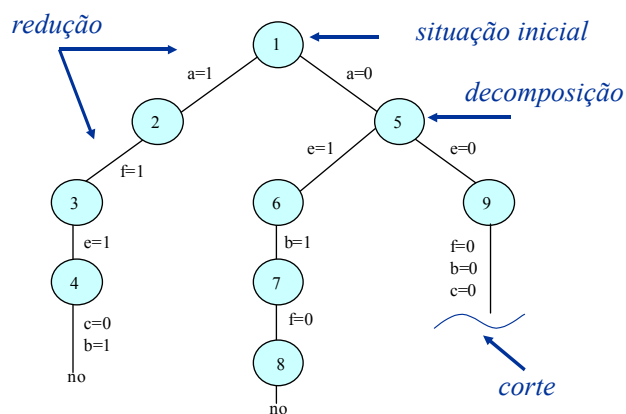 redução
1
situação inicial
a=1
a=0
decomposição
2
5
f=1
e=1
e=0
3
6
9
e=1
b=1
f=0
b=0
c=0
4
7
c=0
b=1
f=0
no
8
corte
no